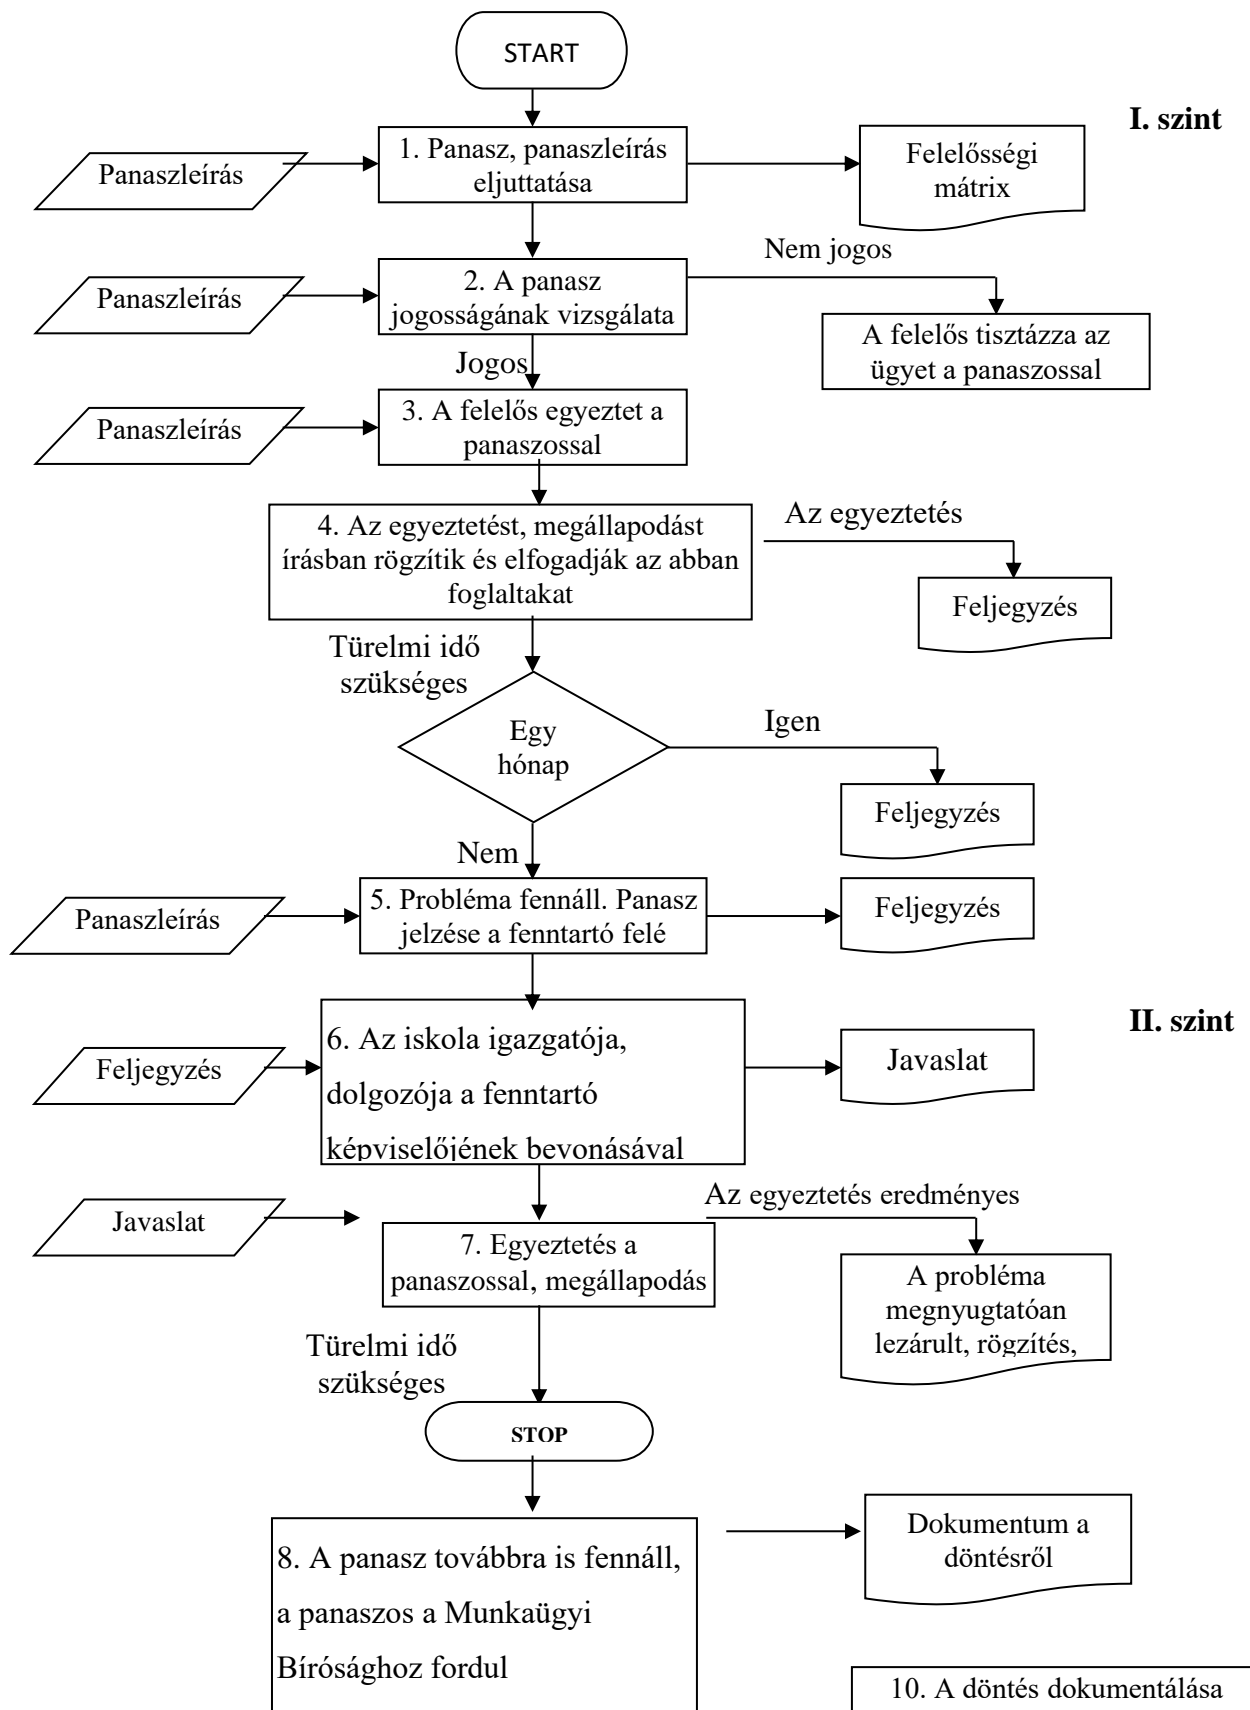 START
I. szint
Panaszleírás
1. Panasz, panaszleírás
eljuttatása
Felelősségi
mátrix
Nem jogos
Panaszleírás
2. A panasz
jogosságának vizsgálata
A felelős tisztázza az
ügyet a panaszossal
Jogos
Panaszleírás
3. A felelős egyeztet a
panaszossal
4. Az egyeztetést, megállapodást
írásban rögzítik és elfogadják az abban
foglaltakat
Az egyeztetés
Feljegyzés
Türelmi idő
szükséges
Egy
hónap
Igen
Feljegyzés
Nem
Panaszleírás
5. Probléma fennáll. Panasz
jelzése a fenntartó felé
Feljegyzés
II. szint
Feljegyzés
6. Az iskola igazgatója,
dolgozója a fenntartó
képviselőjének bevonásával
Javaslat
Javaslat
Az egyeztetés eredményes
7. Egyeztetés a
panaszossal, megállapodás
A probléma
megnyugtatóan
lezárult, rögzítés,
Türelmi idő
szükséges
STOP
8. A panasz továbbra is fennáll,
a panaszos a Munkaügyi
Bírósághoz fordul
Dokumentum a
döntésről
10. A döntés dokumentálása